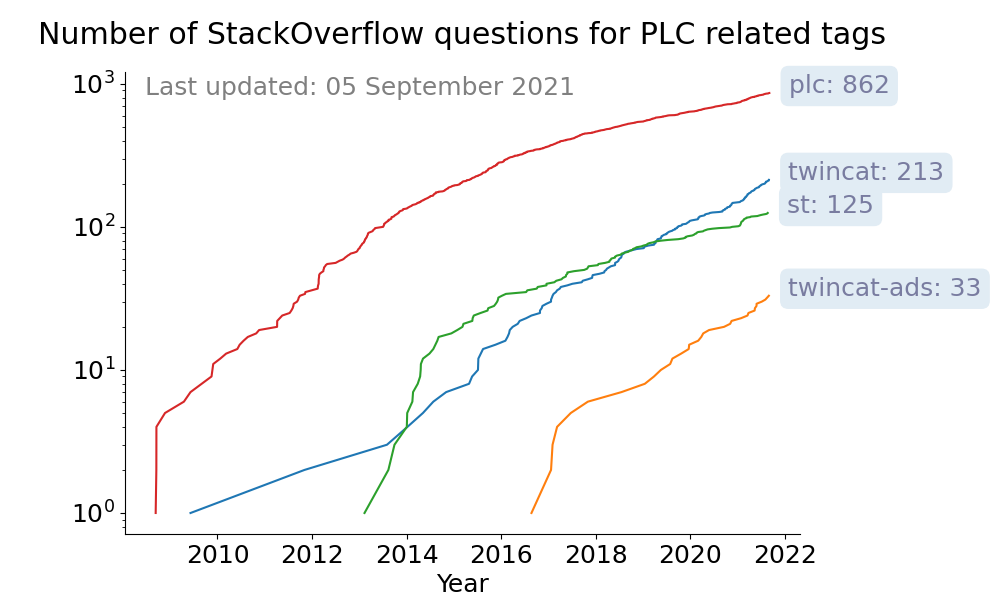 Number of StackOverflow questions for PLC related tags
Last updated: 05 September 2021
10³
10²
10¹
10⁰
plc: 862
twincat: 213
st: 125
twincat-ads: 33
2010 2012 2014 2016 2018 2020 2022
Year